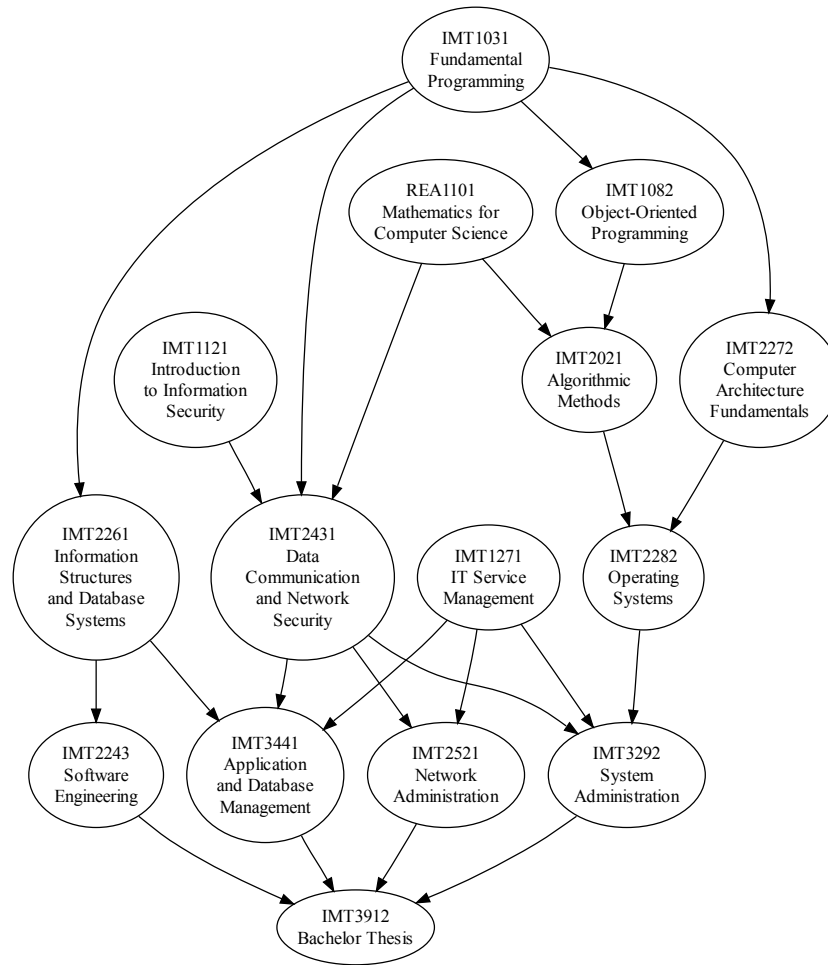 IMT1031
Fundamental
Programming
REA1101
Mathematics for
Computer Science
IMT1082
Object-Oriented
Programming
IMT1121
Introduction
to Information
Security
IMT2021
Algorithmic
Methods
IMT2272
Computer
Architecture
Fundamentals
IMT2261
Information
Structures
and Database
Systems
IMT2431
Data
Communication
and Network
Security
IMT1271
IT Service
Management
IMT2282
Operating
Systems
IMT2243
Software
Engineering
IMT3441
Application
and Database
Management
IMT2521
Network
Administration
IMT3292
System
Administration
IMT3912
Bachelor Thesis